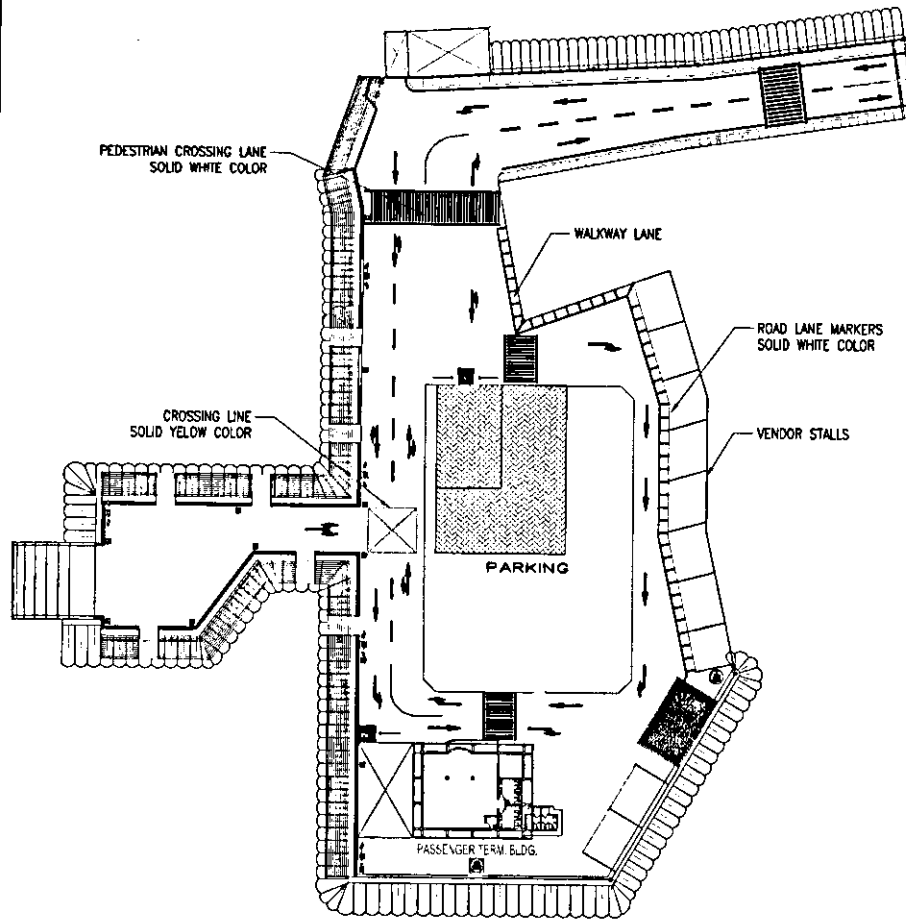 PEDESTRIAN CROSSING LANE
SOLID WHITE COLOR
WALKWAY LANE
ROAD LANE MARKERS
SOLID WHITE COLOR
CROSSING LINE
SOLID YELOW COLOR
VENDOR STALLS
PARKING
PASSENGER TERM. BLDG.